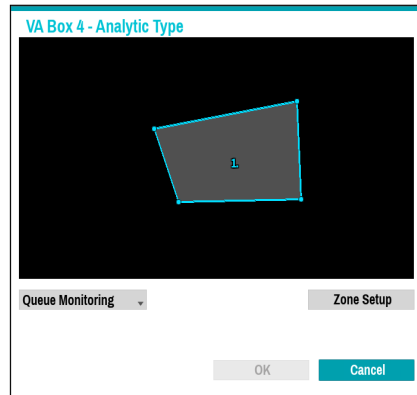 VA Box 4 - Analytic Type
1.
Queue Monitoring
Zone Setup
OK
Cancel